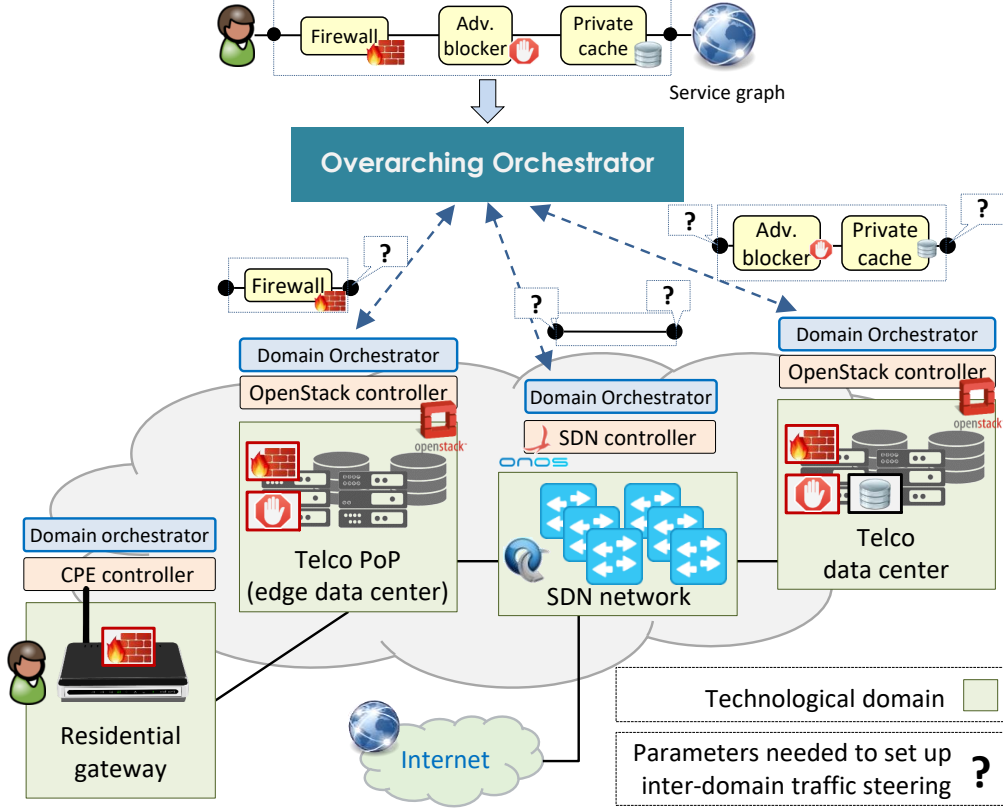 Firewall
Adv.
blocker
Private
cache
Service graph
Overarching Orchestrator
?
?
Adv.
blocker
Private
cache
?
Firewall
?
?
Domain Orchestrator
OpenStack controller
openstack
Domain Orchestrator
SDN controller
onos
Domain Orchestrator
OpenStack controller
openstack
Telco PoP
(edge data center)
SDN network
Telco
data center
Domain orchestrator
CPE controller
Residential
gateway
Internet
Technological domain
Parameters needed to set up
inter-domain traffic steering
?